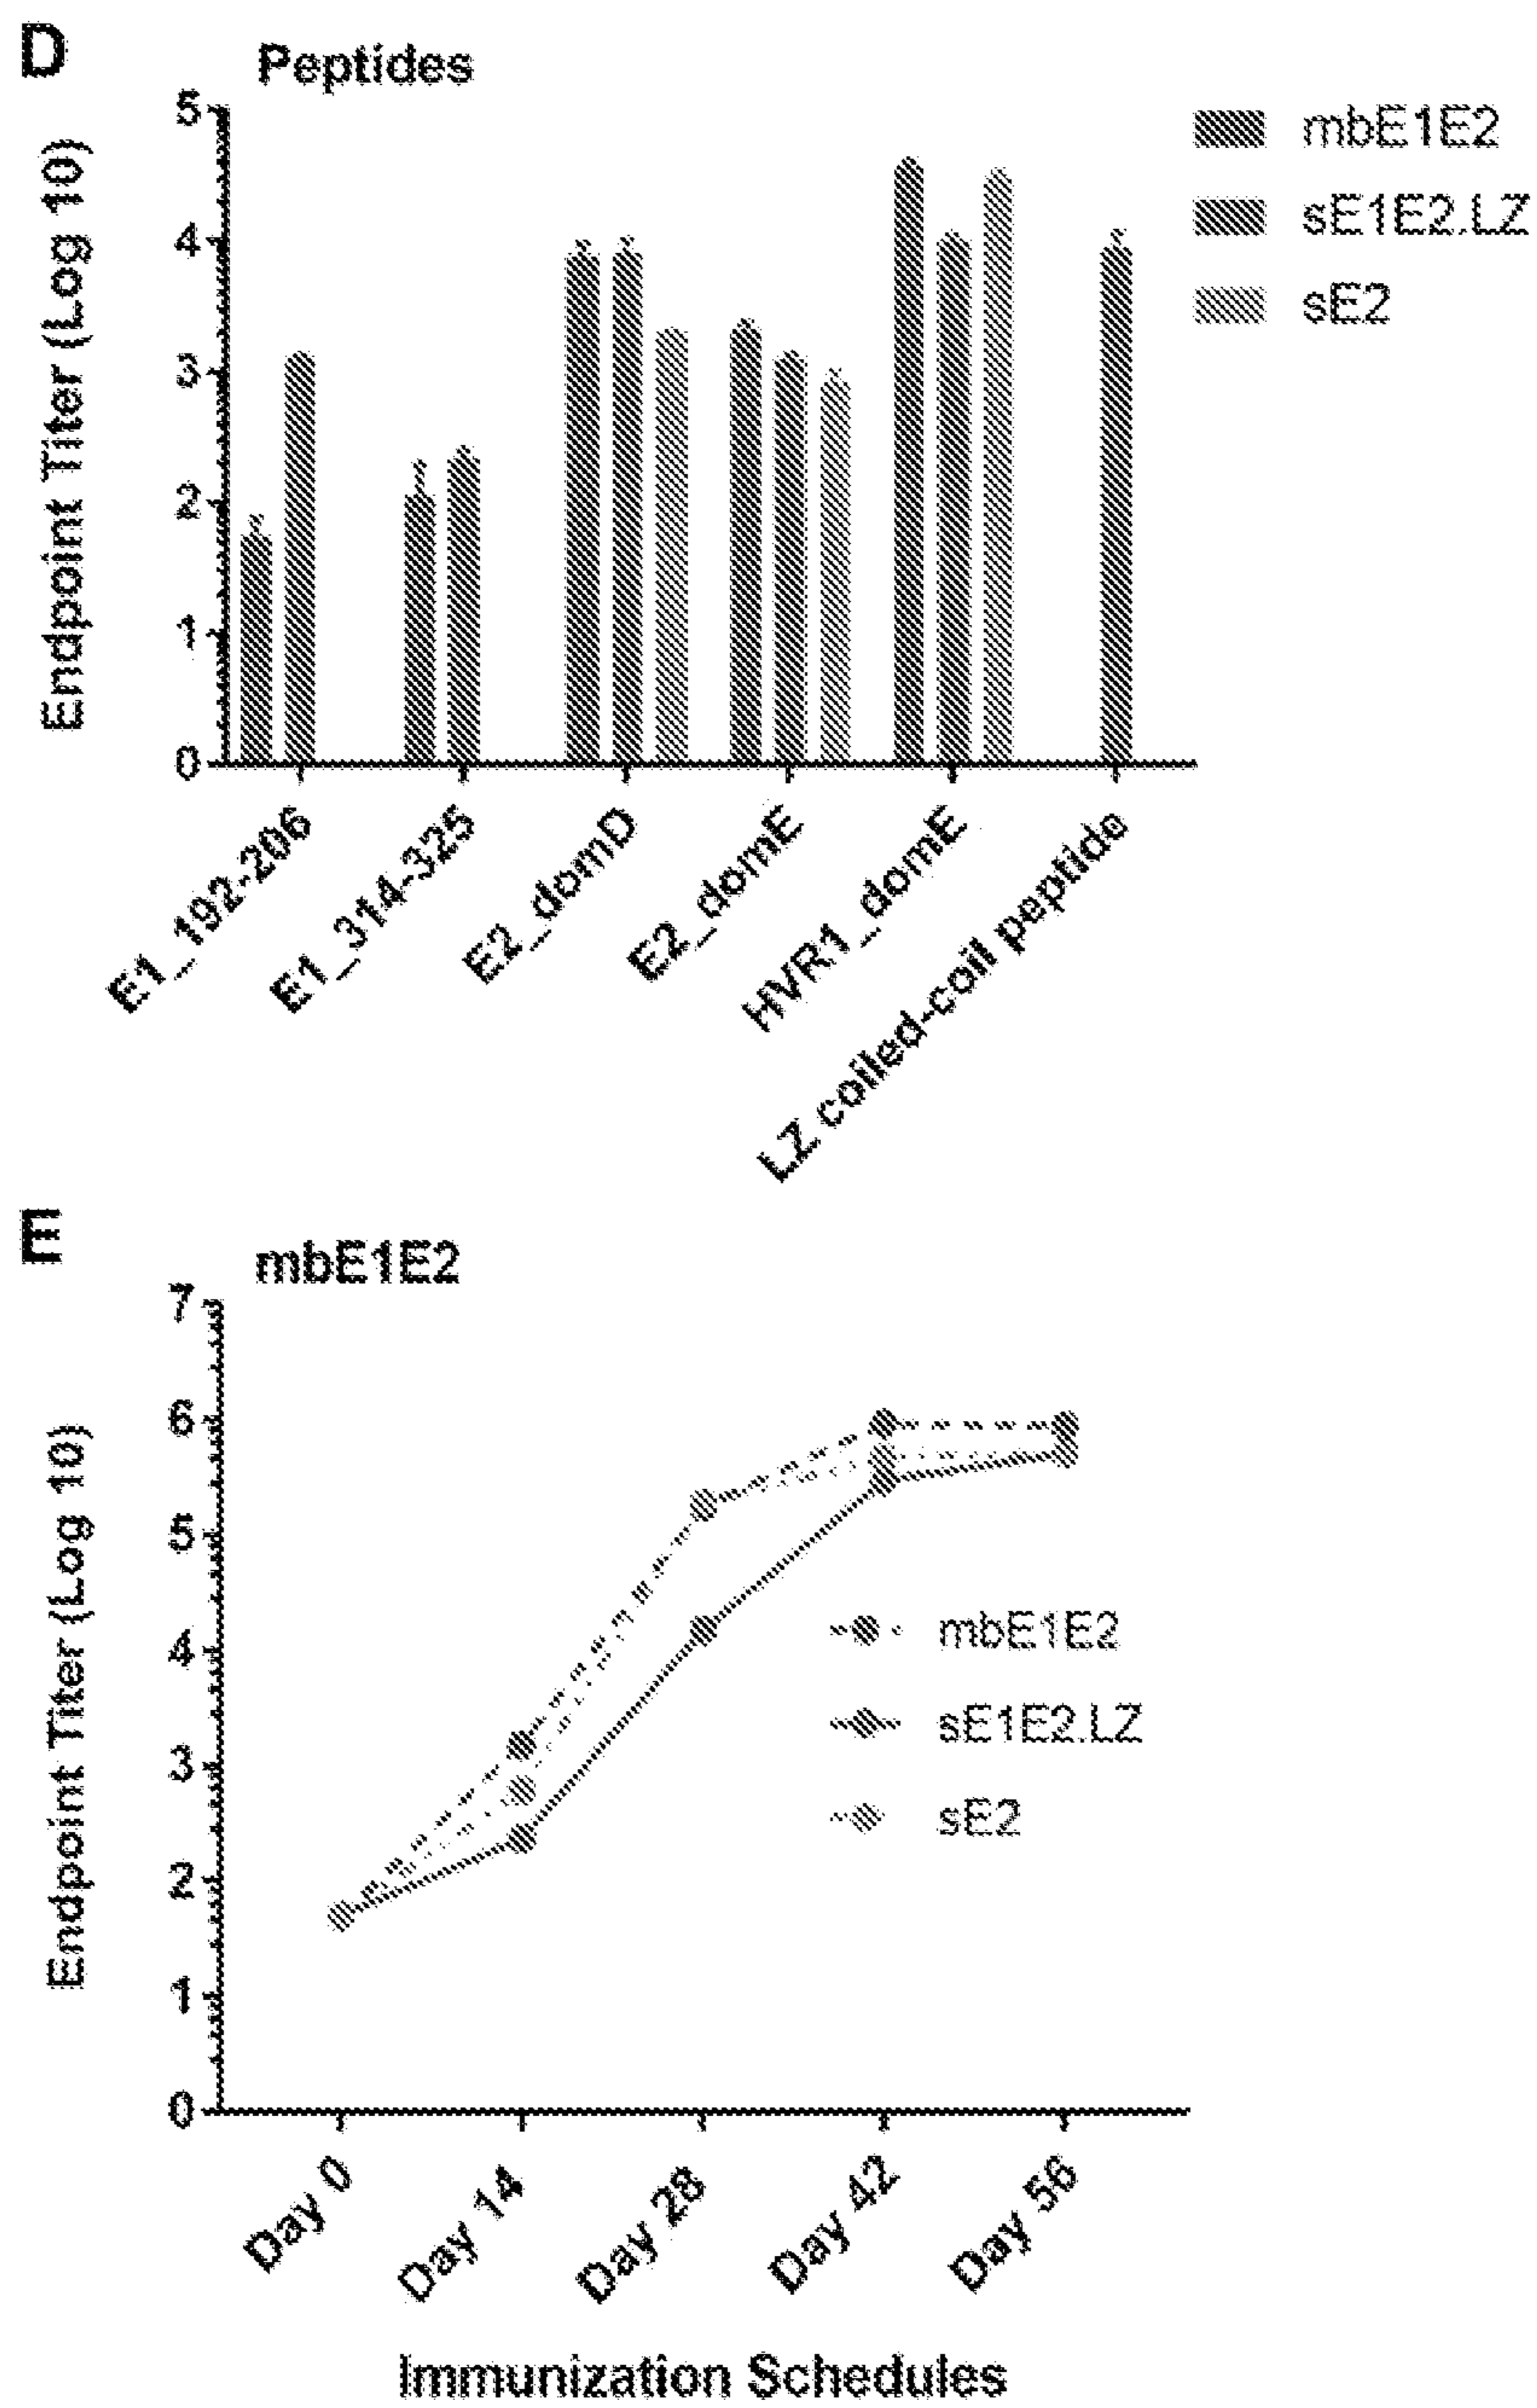 D
Peptides
5
4
3
2
1
0
Endpoint Titer (Log 10)
mbE1E2
sE1E2.LZ
sE2
E1_192-206
E1_314-325
E2_domD
E2_domE
HVR1_domE
LZ coiled-coil peptide
E
mbE1E2
7
6
5
4
3
2
1
0
Endpoint Titer (Log 10)
mbE1E2
sE1E2.LZ
sE2
Day 0
Day 14
Day 28
Day 42
Day 56
Immunization Schedules